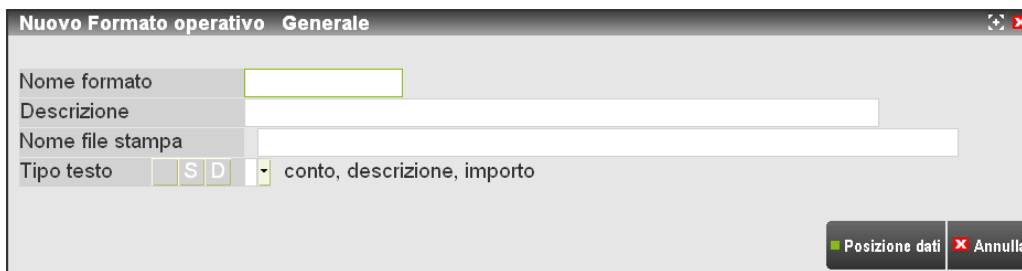 Nuovo Formato operativo Generale
Nome formato
Descrizione
Nome file stampa
Tipo testo S D conto, descrizione, importo
Posizione dati Annulla